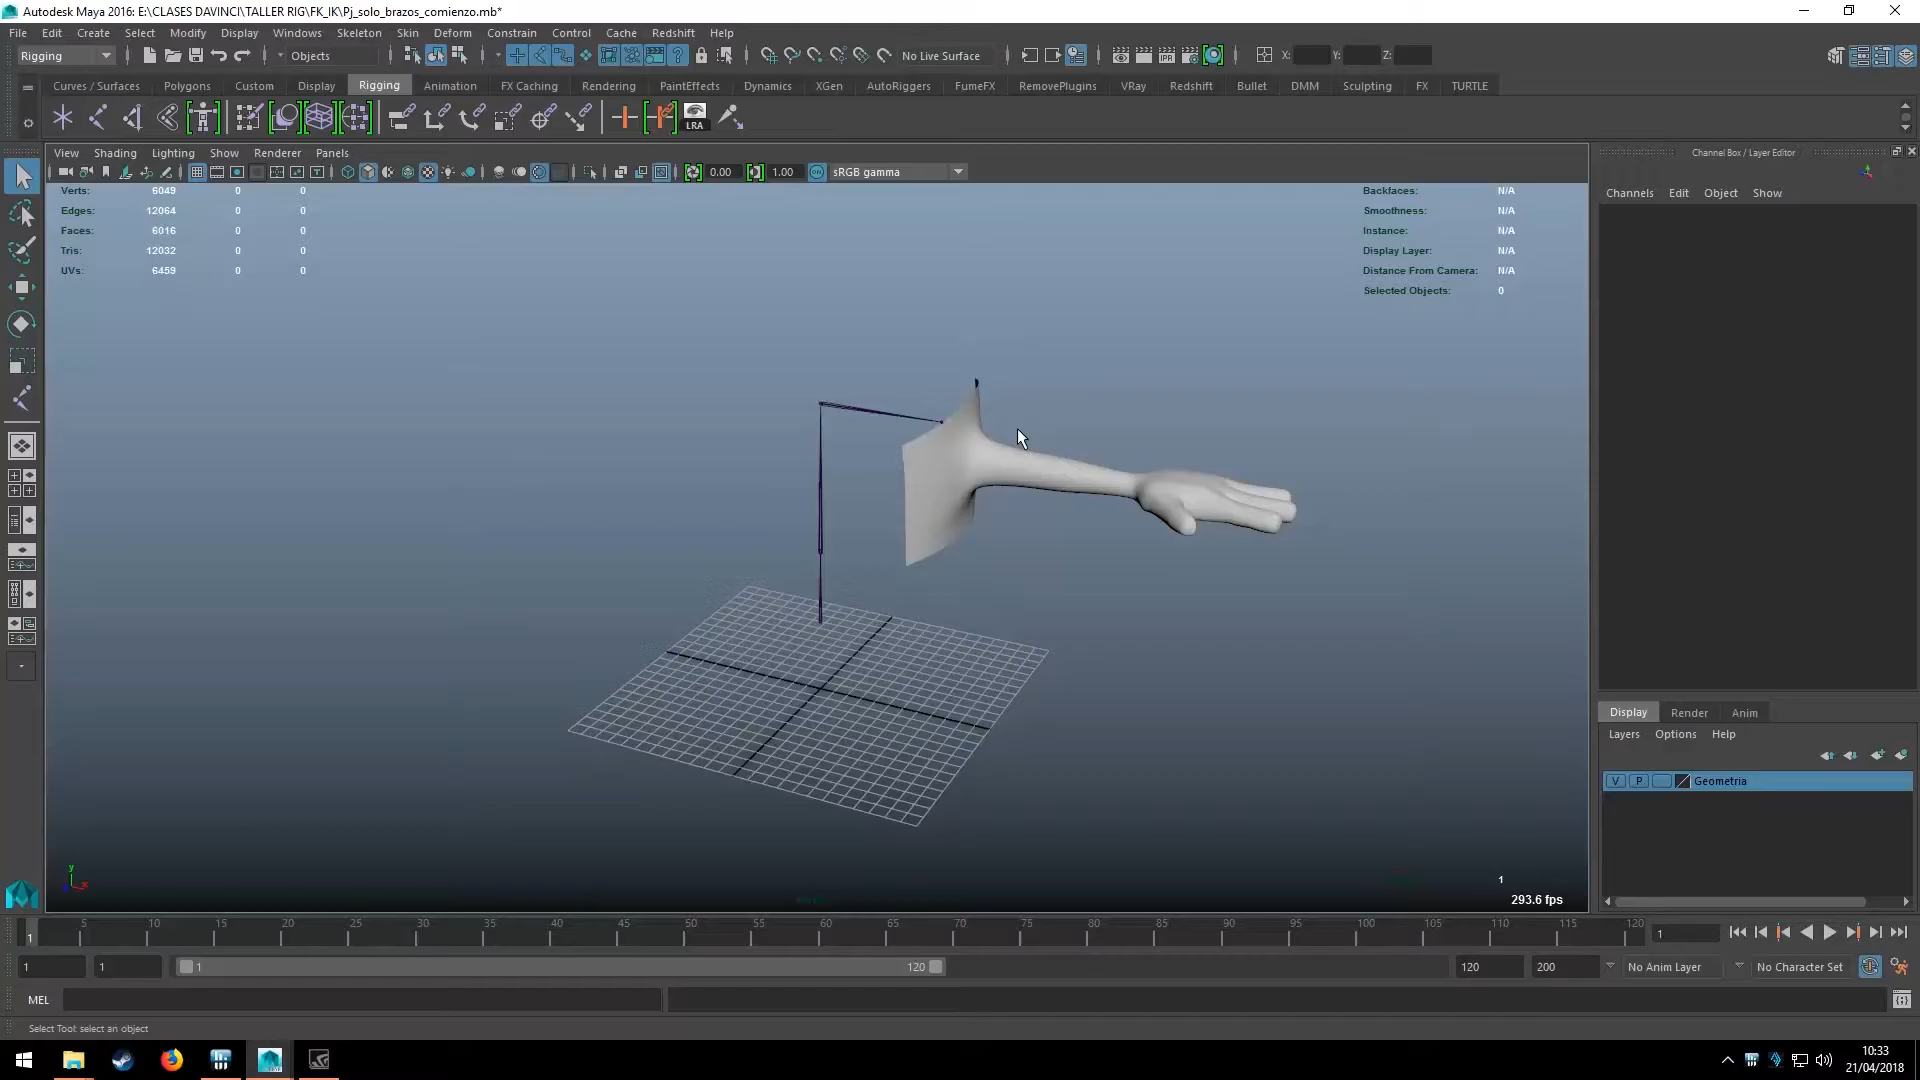 Autodesk Maya 2016: E:\CLASES DAVINCI\TALLER RIG\FK_IK\Pj_solo_brazos_comienzo.mb*
File Edit Create Select Modify Display Windows Skeleton Skin Deform Constrain Control Cache Redshift Help
Rigging Objects No Live Surface X: Y: Z:
Curves / Surfaces Polygons Custom Display Rigging Animation FX Caching Rendering PaintEffects Dynamics XGen AutoRiggers FumeFX RemovePlugins VRay Redshift Bullet DMM Sculpting FX TURTLE
LRA
View Shading Lighting Show Renderer Panels
0.00 1.00 sRGB gamma
Verts: 6049 0 0
Edges: 12064 0 0
Faces: 6016 0 0
Tris: 12032 0 0
UVs: 6459 0 0
Backfaces: N/A
Smoothness: N/A
Instance: N/A
Display Layer: N/A
Distance From Camera: N/A
Selected Objects: 0
Channel Box / Layer Editor
Channels Edit Object Show
Display Render Anim
Layers Options Help
V P Geometria
y
x
1
293.6 fps
1 5 10 15 20 25 30 35 40 45 50 55 60 65 70 75 80 85 90 95 100 105 110 115 120 1
1 1 1 120 120 200 No Anim Layer No Character Set
MEL
Select Tool: select an object
10:33
21/04/2018